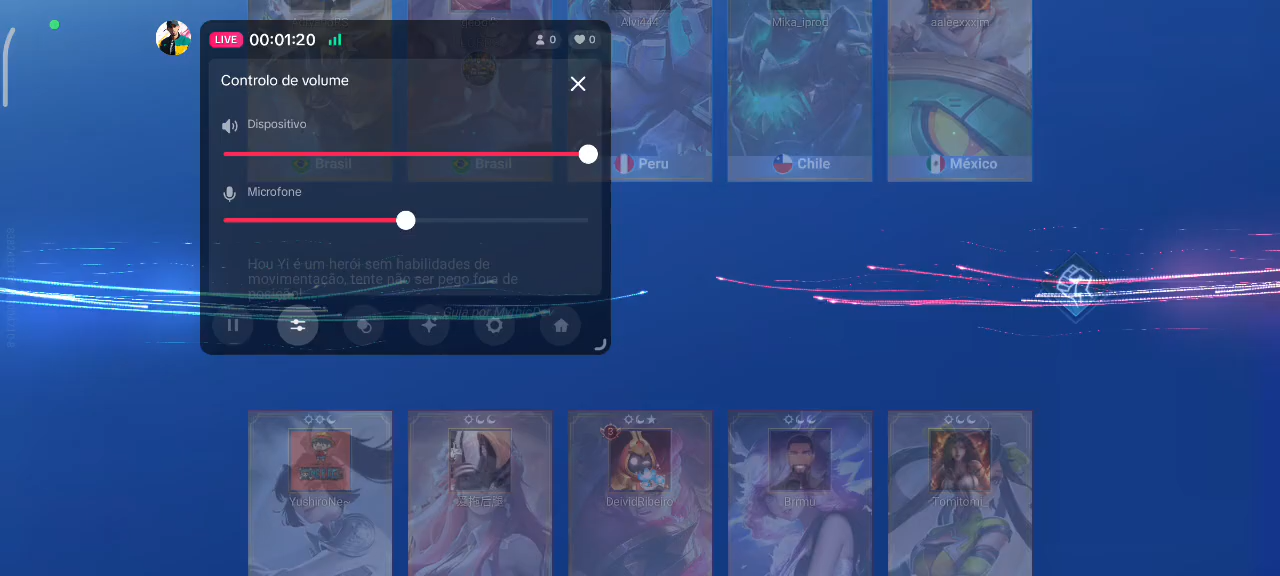 Alvi444
Mika_iprod
aaleexxxim
LIVE 00:01:20 0 0
Controlo de volume
Dispositivo
Brasil Brasil Peru Chile México
Microfone
Hou Yi é um herói sem habilidades de
movimentação, tente não ser pego fora de
posição!
- Guia por
YushiroNe~
DeividRibeiro
Brmu
Tomitomi